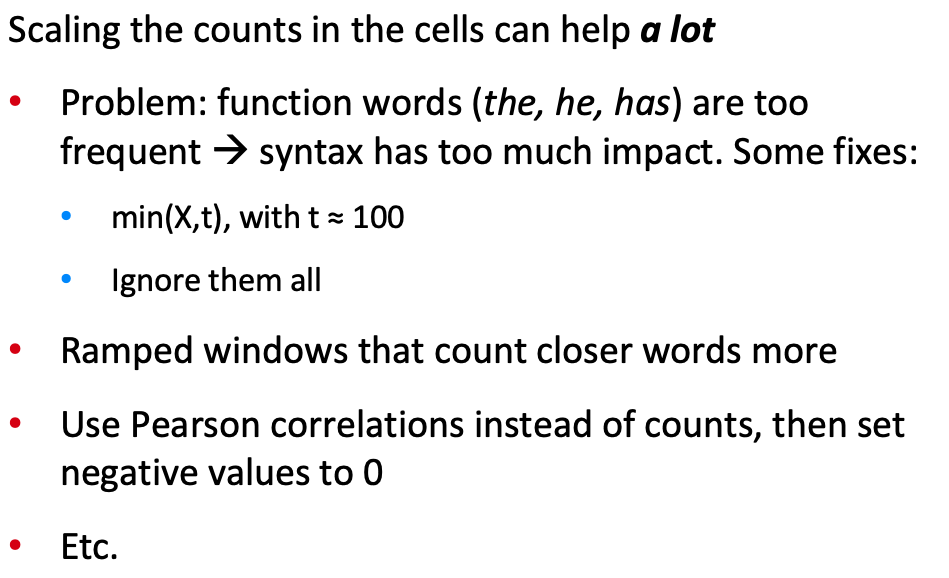 Scaling the counts in the cells can help a lot
• Problem: function words (the, he, has) are too
frequent → syntax has too much impact. Some fixes:
• min(X,t), with t ≈ 100
• Ignore them all
• Ramped windows that count closer words more
• Use Pearson correlations instead of counts, then set
negative values to 0
• Etc.